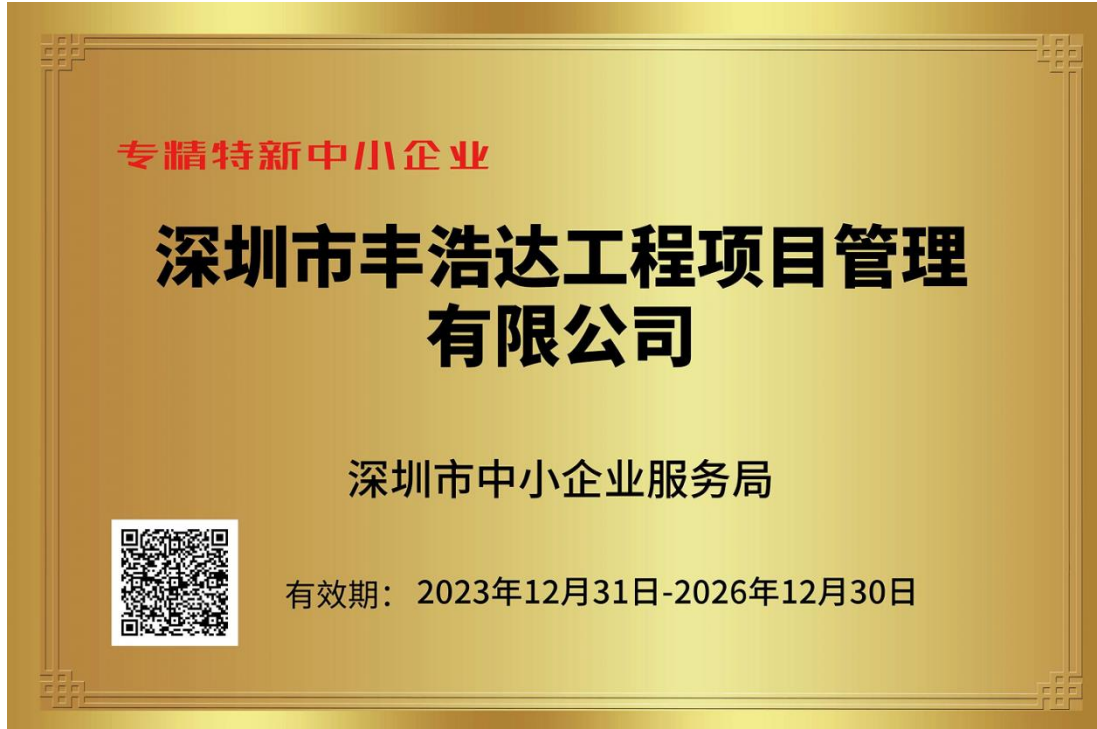 专精特新中小企业
深圳市丰浩达工程项目管理
有限公司
深圳市中小企业服务局
有效期：2023年12月31日-2026年12月30日